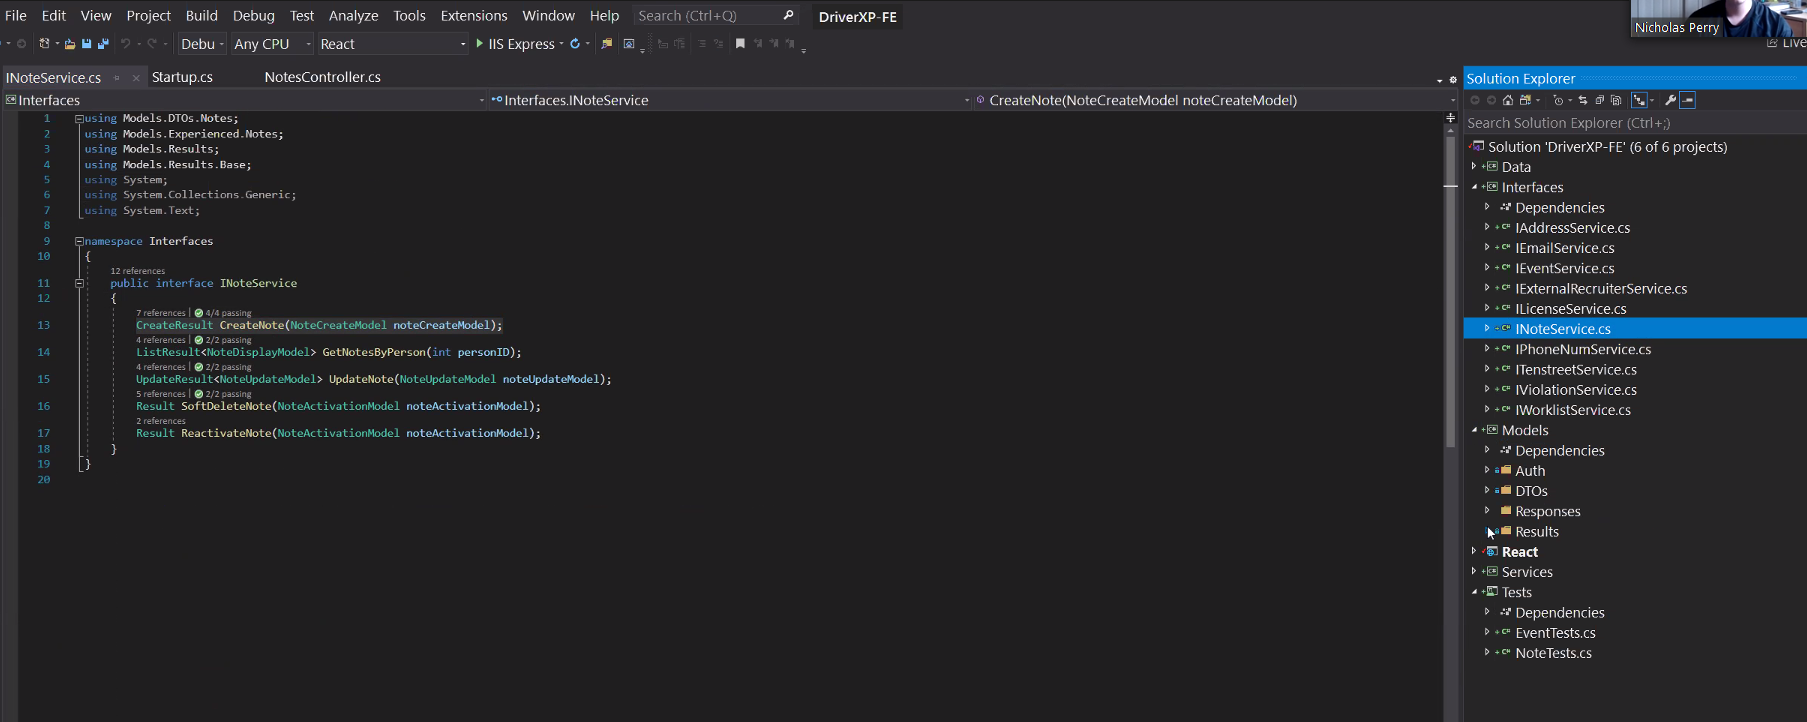 File Edit View Project Build Debug Test Analyze Tools Extensions Window Help Search (Ctrl+Q) DriverXP-FE
Nicholas Perry
Debu Any CPU React IIS Express Live
INoteService.cs Startup.cs NotesController.cs
Interfaces Interfaces.INoteService CreateNote(NoteCreateModel noteCreateModel)
1 using Models.DTOs.Notes;
2 using Models.Experienced.Notes;
3 using Models.Results;
4 using Models.Results.Base;
5 using System;
6 using System.Collections.Generic;
7 using System.Text;
8
9 namespace Interfaces
10 {
12 references
11 public interface INoteService
12 {
7 references | 4/4 passing
13 CreateResult CreateNote(NoteCreateModel noteCreateModel);
4 references | 2/2 passing
14 ListResult<NoteDisplayModel> GetNotesByPerson(int personID);
4 references | 2/2 passing
15 UpdateResult<NoteUpdateModel> UpdateNote(NoteUpdateModel noteUpdateModel);
5 references | 2/2 passing
16 Result SoftDeleteNote(NoteActivationModel noteActivationModel);
2 references
17 Result ReactivateNote(NoteActivationModel noteActivationModel);
18 }
19 }
20
Solution Explorer
Search Solution Explorer (Ctrl+;)
Solution 'DriverXP-FE' (6 of 6 projects)
Data
Interfaces
Dependencies
IAddressService.cs
IEmailService.cs
IEventService.cs
IExternalRecruiterService.cs
ILicenseService.cs
INoteService.cs
IPhoneNumService.cs
ITenstreetService.cs
IViolationService.cs
IWorklistService.cs
Models
Dependencies
Auth
DTOs
Responses
Results
React
Services
Tests
Dependencies
EventTests.cs
NoteTests.cs